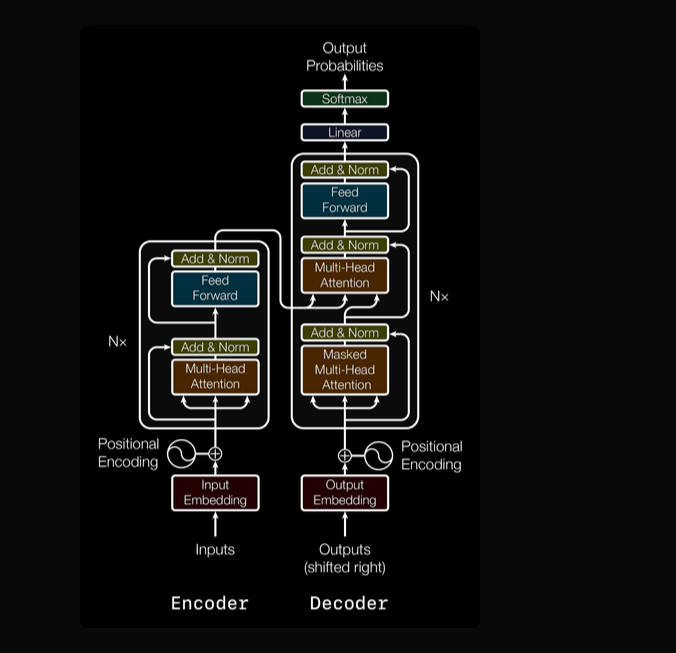 Output
Probabilities
Softmax
Linear
Add & Norm
Feed
Forward
Add & Norm
Multi-Head
Attention
Nx
Add & Norm
Masked
Multi-Head
Attention
Add & Norm
Feed
Forward
Nx
Add & Norm
Multi-Head
Attention
Positional
Encoding
Positional
Encoding
Input
Embedding
Output
Embedding
Inputs
Outputs
(shifted right)
Encoder
Decoder